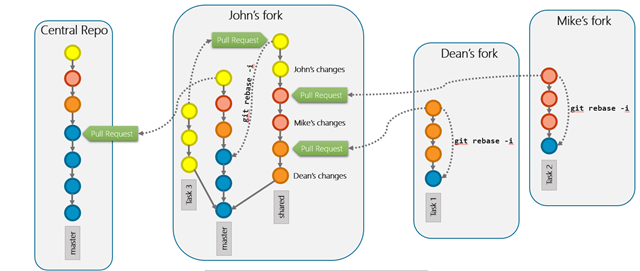 Central Repo
Pull Request
master
John's fork
Pull Request
git rebase -i
John's changes
Pull Request
Mike's changes
Pull Request
Dean's changes
Task 3
master
shared
Dean's fork
git rebase -i
Task 1
Mike's fork
git rebase -i
Task 2